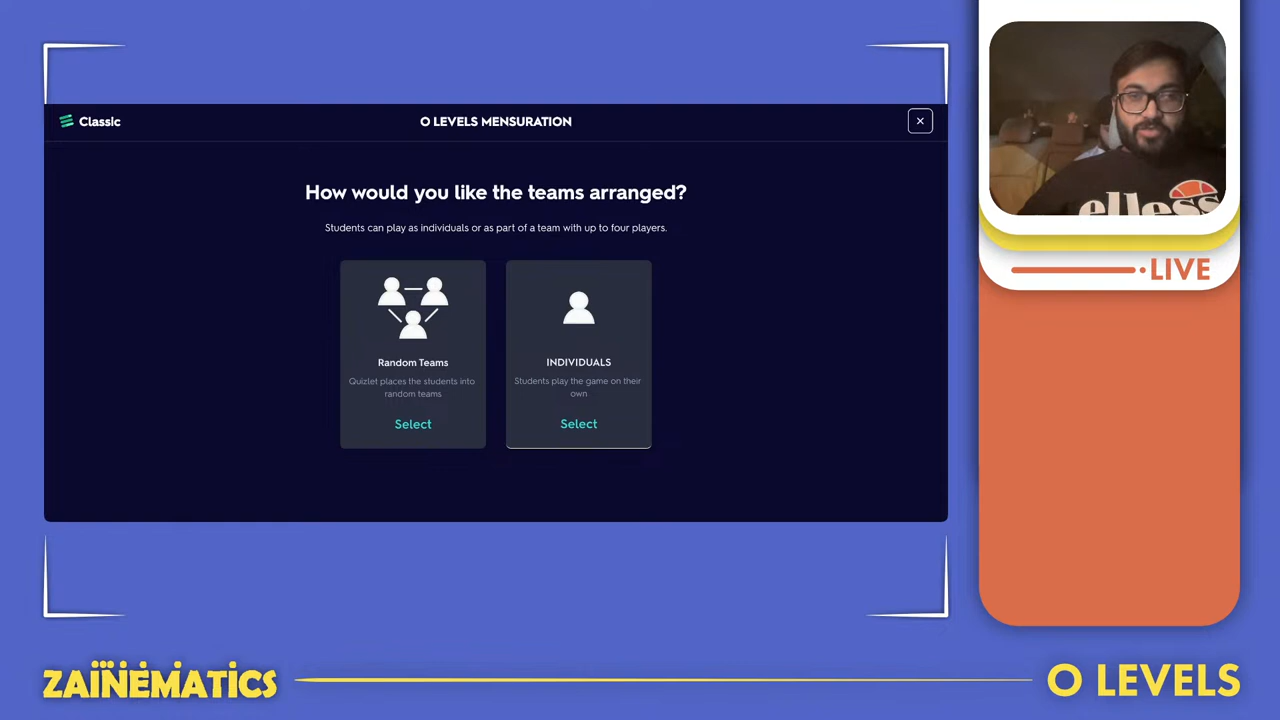 Classic
O LEVELS MENSURATION
How would you like the teams arranged?
Students can play as individuals or as part of a team with up to four players.
Random Teams
Quizlet places the students into
random teams
Select
INDIVIDUALS
Students play the game on their
own
Select
ellesse
LIVE
ZAINEMATICS
O LEVELS